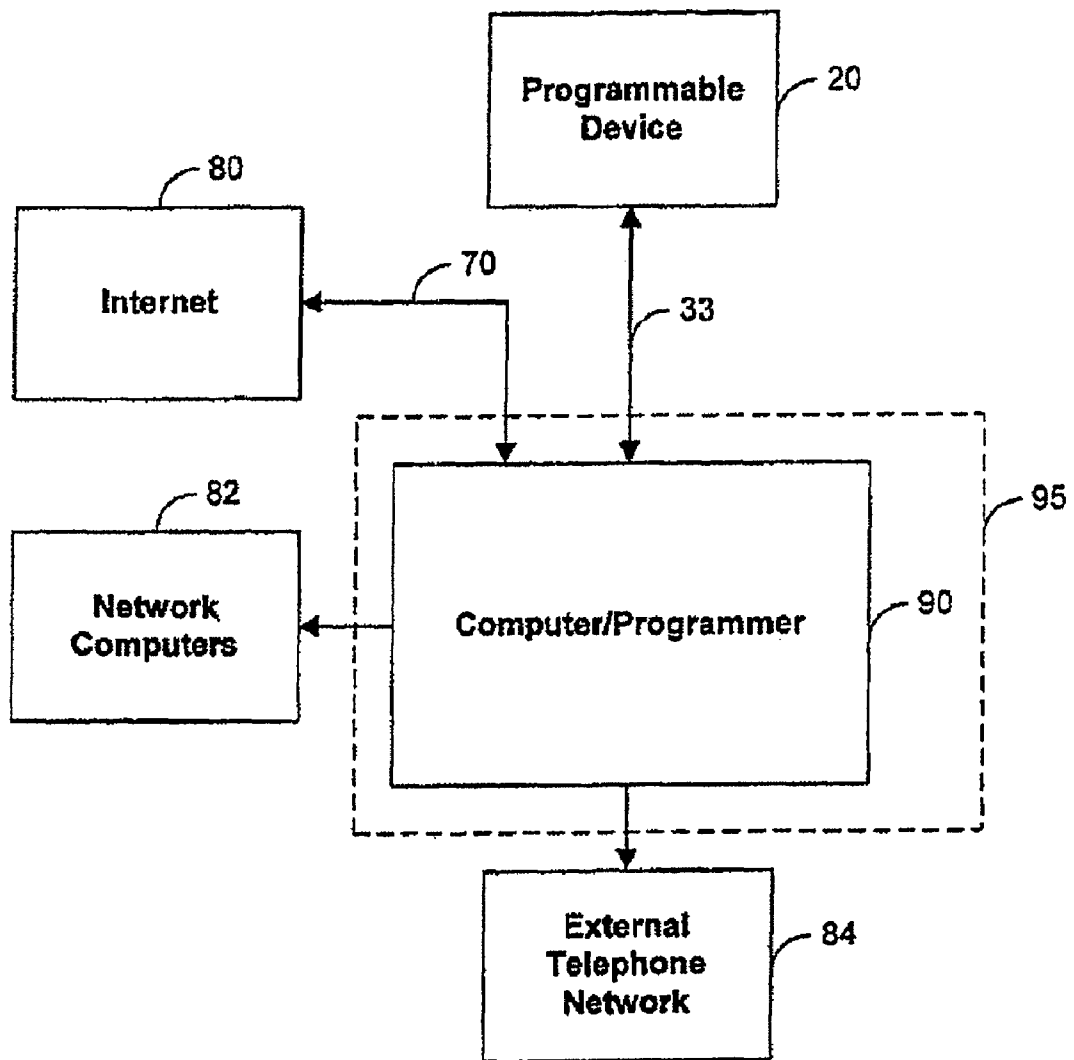 Programmable
Device
20
80
Internet
70
33
82
Network
Computers
95
Computer/Programmer
90
External
Telephone
Network
84